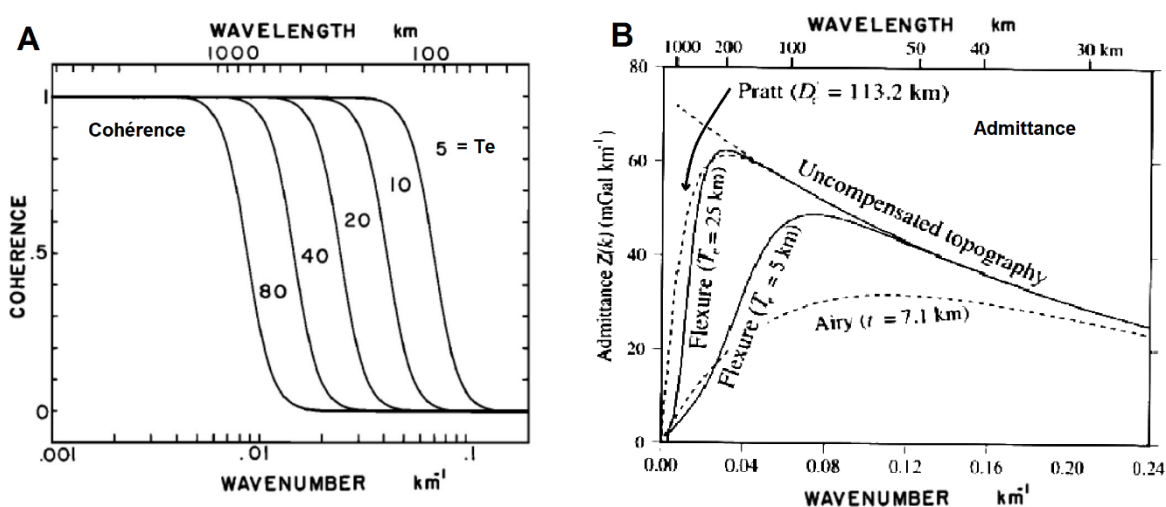 A
WAVELENGTH km
1000 100
1
.5
0
COHERENCE
Cohérence
5 = Te
10
20
40
80
.001 .01 .1
WAVENUMBER km⁻¹
B
WAVELENGTH km
1000 200 100 50 40 30 km
80
60
40
20
0
Admittance Z(k) (mGal km⁻¹)
Pratt (D'c = 113.2 km)
Admittance
Uncompensated topography
Flexure (Te = 25 km)
Flexure (Te = 5 km)
Airy (t = 7.1 km)
0.00 0.04 0.08 0.12 0.16 0.20 0.24
WAVENUMBER km⁻¹